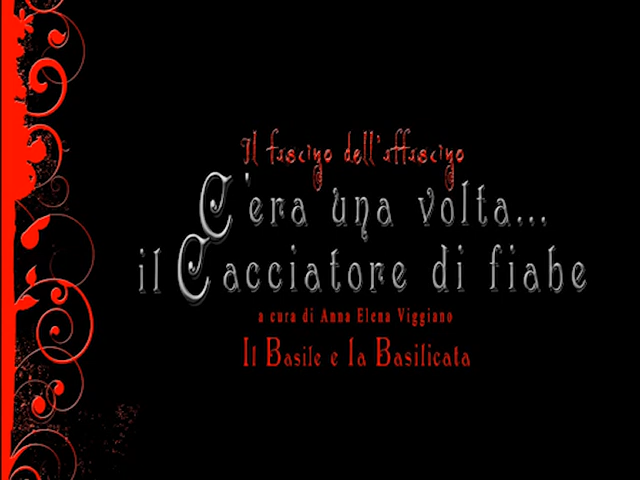 Il fascino dell'affascino
C'era una volta...
il Cacciatore di fiabe
a cura di Anna Elena Viggiano
Il Basile e la Basilicata